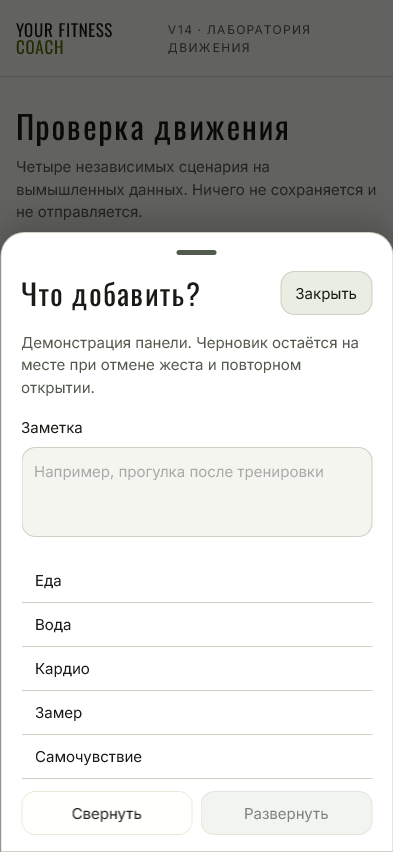 YOUR FITNESS
COACH
V14 · ЛАБОРАТОРИЯ
ДВИЖЕНИЯ
Проверка движения
Четыре независимых сценария на
вымышленных данных. Ничего не сохраняется и
не отправляется.
Что добавить?
Закрыть
Демонстрация панели. Черновик остаётся на
месте при отмене жеста и повторном
открытии.
Заметка
Например, прогулка после тренировки
Еда
Вода
Кардио
Замер
Самочувствие
Свернуть
Развернуть